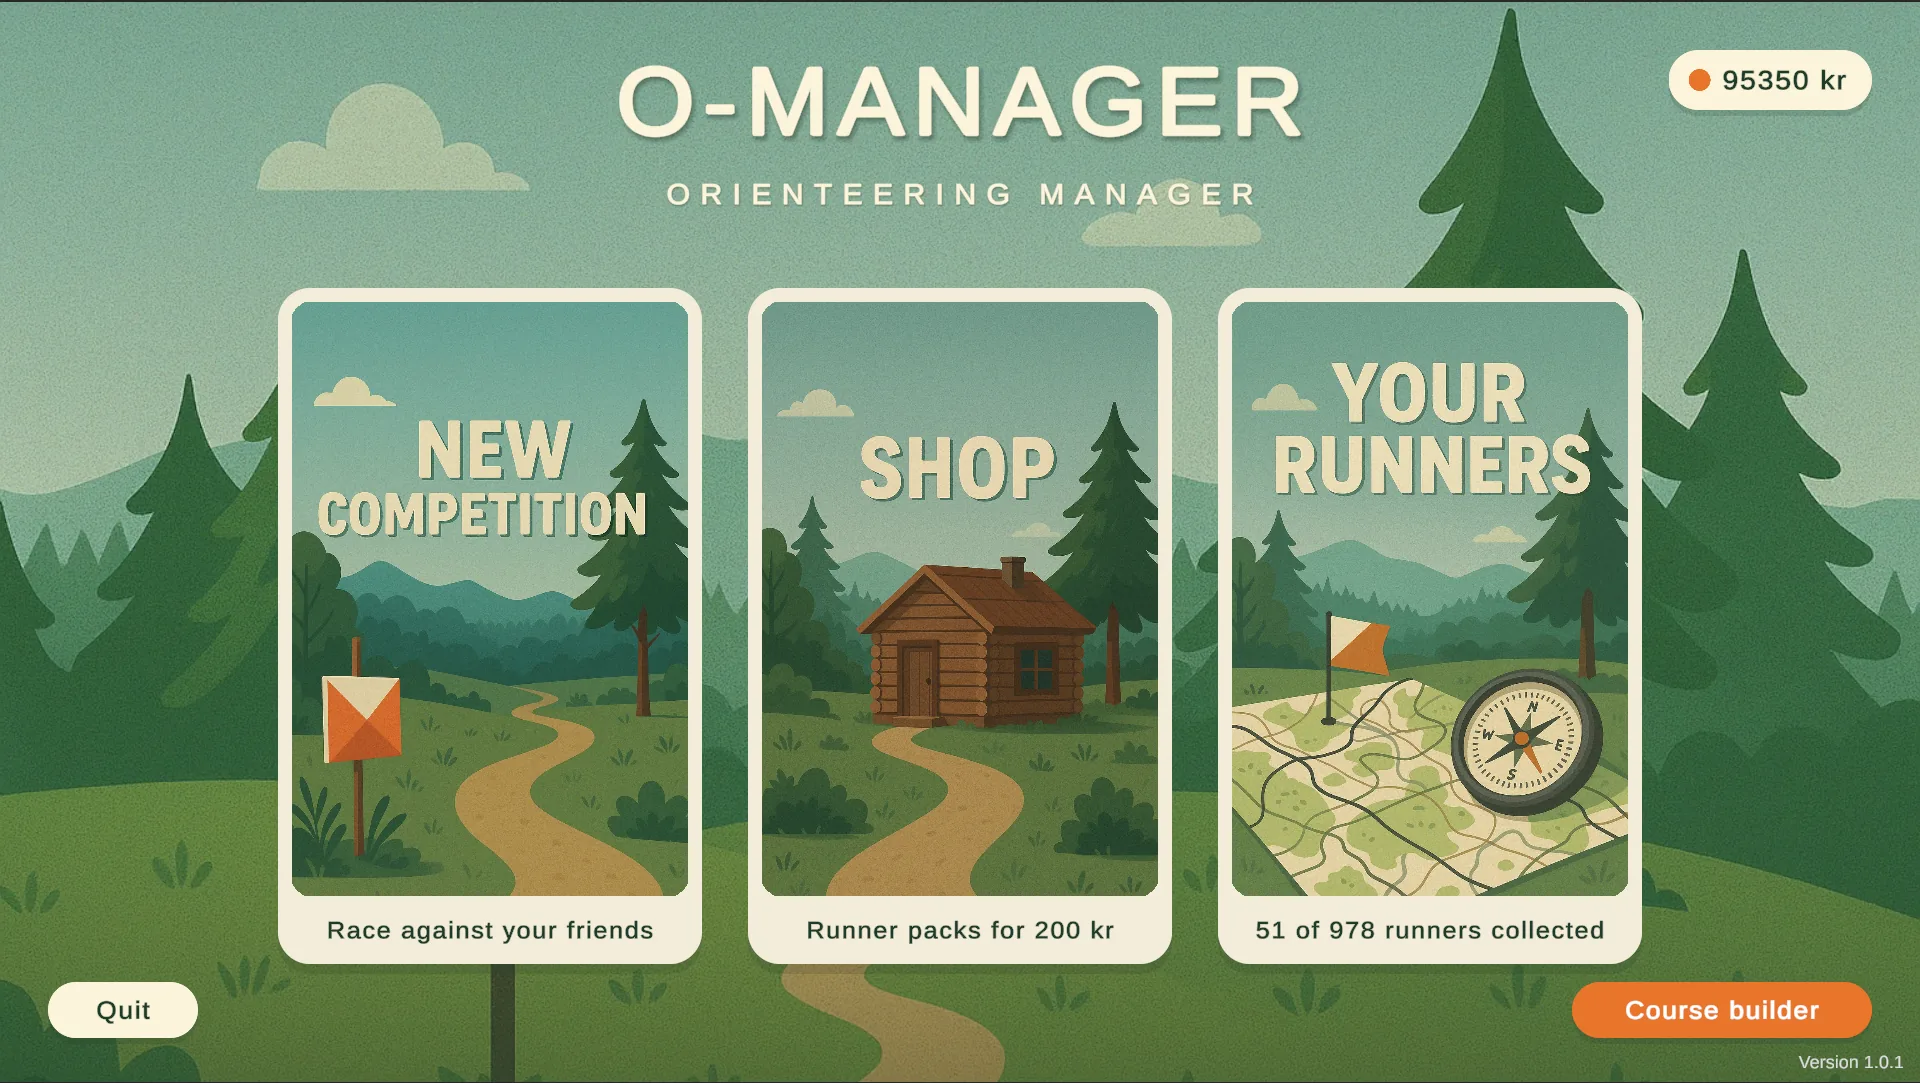 O-MANAGER
95350 kr
ORIENTEERING MANAGER
NEW
COMPETITION
Race against your friends
SHOP
Runner packs for 200 kr
YOUR
RUNNERS
N
W
E
S
51 of 978 runners collected
Quit
Course builder
Version 1.0.1